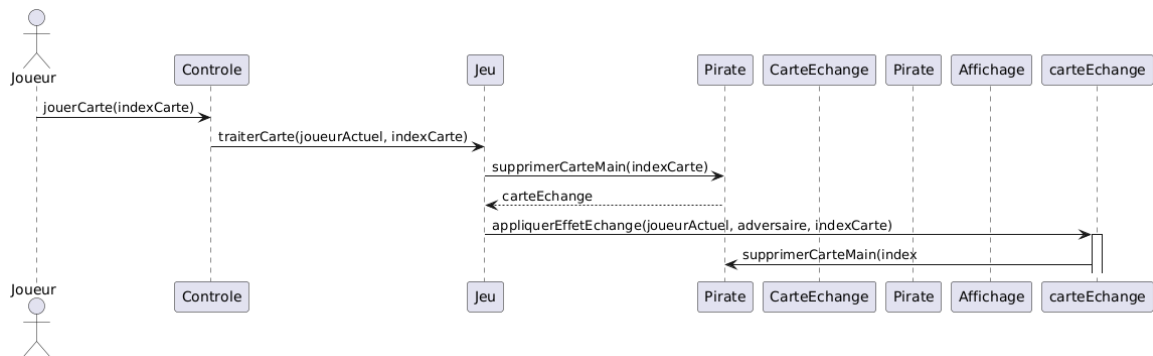 Joueur
Controle
Jeu
Pirate
CarteEchange
Pirate
Affichage
carteEchange
jouerCarte(indexCarte)
traiterCarte(joueurActuel, indexCarte)
supprimerCarteMain(indexCarte)
carteEchange
appliquerEffetEchange(joueurActuel, adversaire, indexCarte)
supprimerCarteMain(index
Joueur
Controle
Jeu
Pirate
CarteEchange
Pirate
Affichage
carteEchange